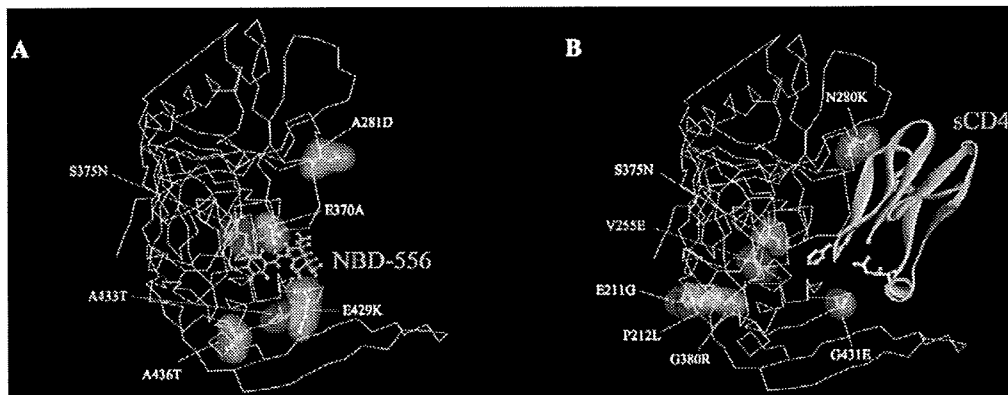 A
A281D
S375N
E370A
NBD-556
A433T
E429K
A436T
B
N280K
sCD4
S375N
V255E
E211G
P212L
G380R
G431E